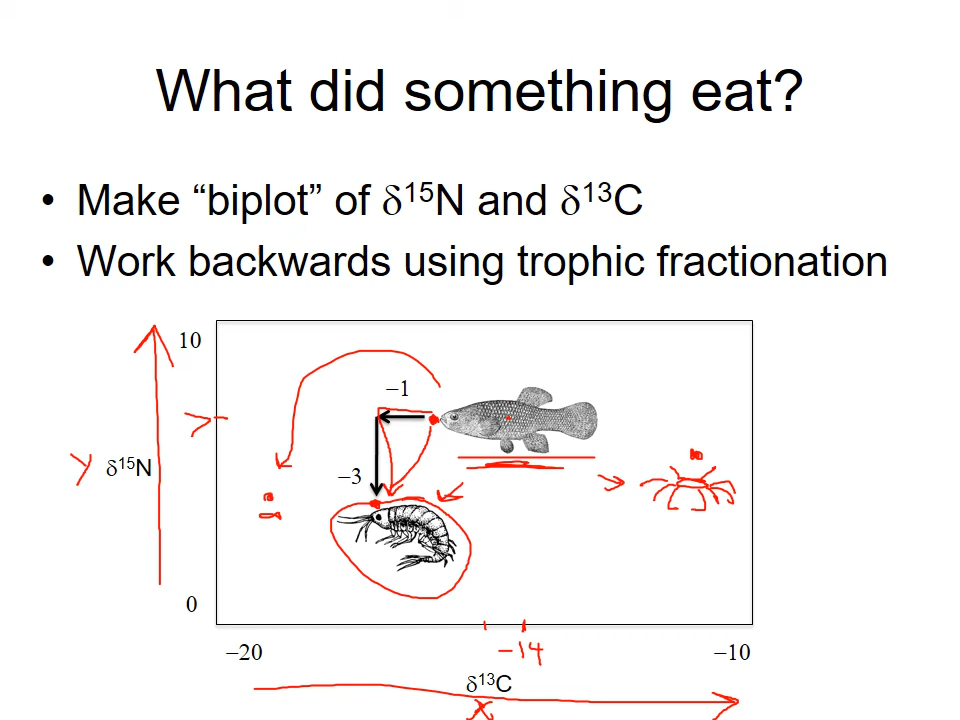 What did something eat?
• Make “biplot” of δ15N and δ13C
• Work backwards using trophic fractionation
10
−1
Y
δ15N
−3
0
−14
−20
−10
δ13C
X